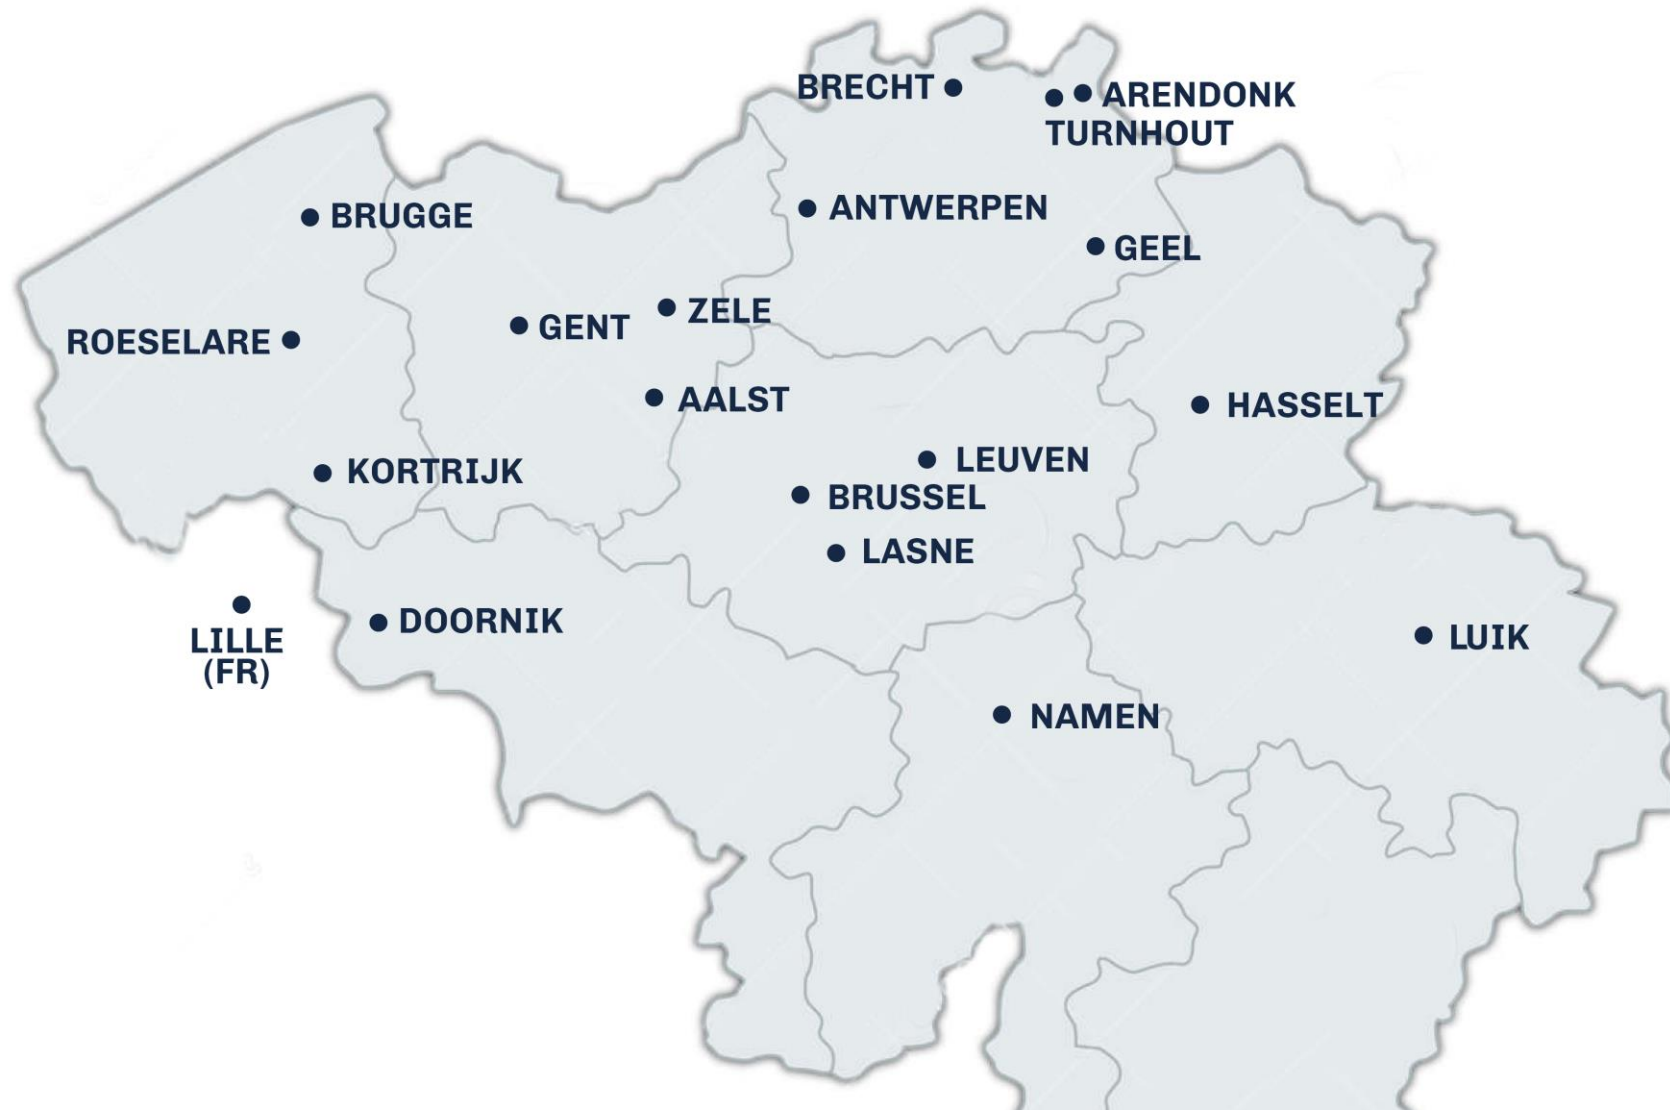 BRECHT
ARENDONK
TURNHOUT
ANTWERPEN
BRUGGE
GEEL
ZELE
GENT
ROESELARE
AALST
HASSELT
LEUVEN
KORTRIJK
BRUSSEL
LASNE
DOORNIK
LILLE
(FR)
LUIK
NAMEN